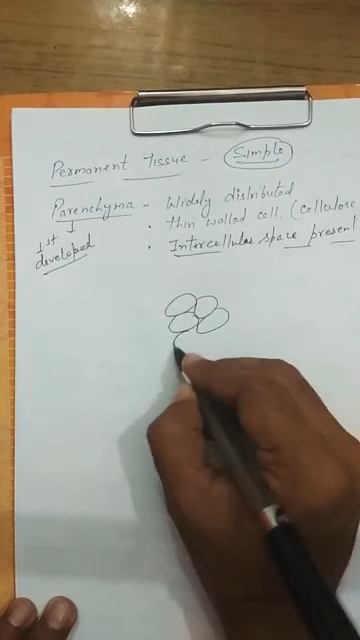 Permanent Tissue - Simple
Parenchyma - Widely distributed
1st developed
· Thin walled cell, (cellulose
· Intercellular space present